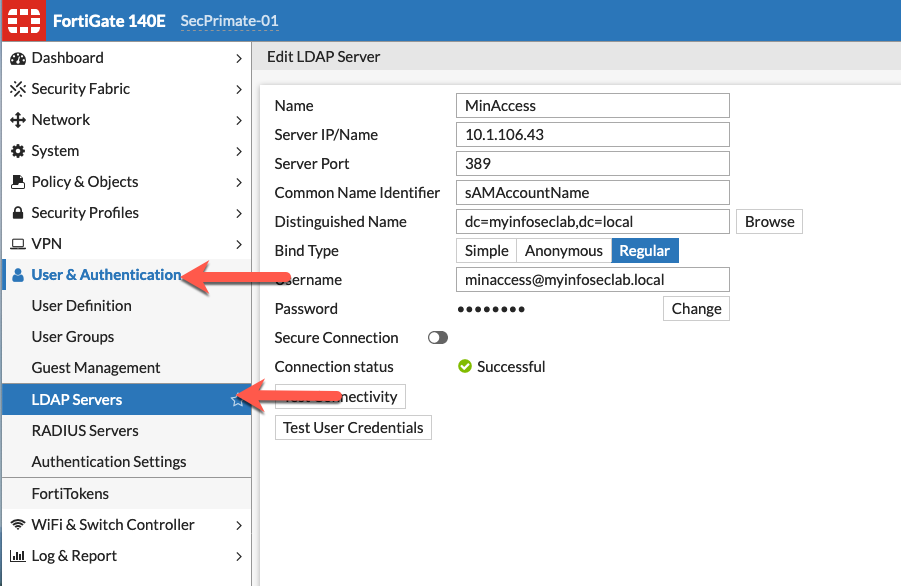 FortiGate 140E SecPrimate-01
Dashboard
Security Fabric
Network
System
Policy & Objects
Security Profiles
VPN
User & Authentication
User Definition
User Groups
Guest Management
LDAP Servers
RADIUS Servers
Authentication Settings
FortiTokens
WiFi & Switch Controller
Log & Report
Edit LDAP Server
Name MinAccess
Server IP/Name 10.1.106.43
Server Port 389
Common Name Identifier sAMAccountName
Distinguished Name dc=myinfoseclab,dc=local Browse
Bind Type Simple Anonymous Regular
Username minaccess@myinfoseclab.local
Password •••••••• Change
Secure Connection
Connection status Successful
Test Connectivity
Test User Credentials